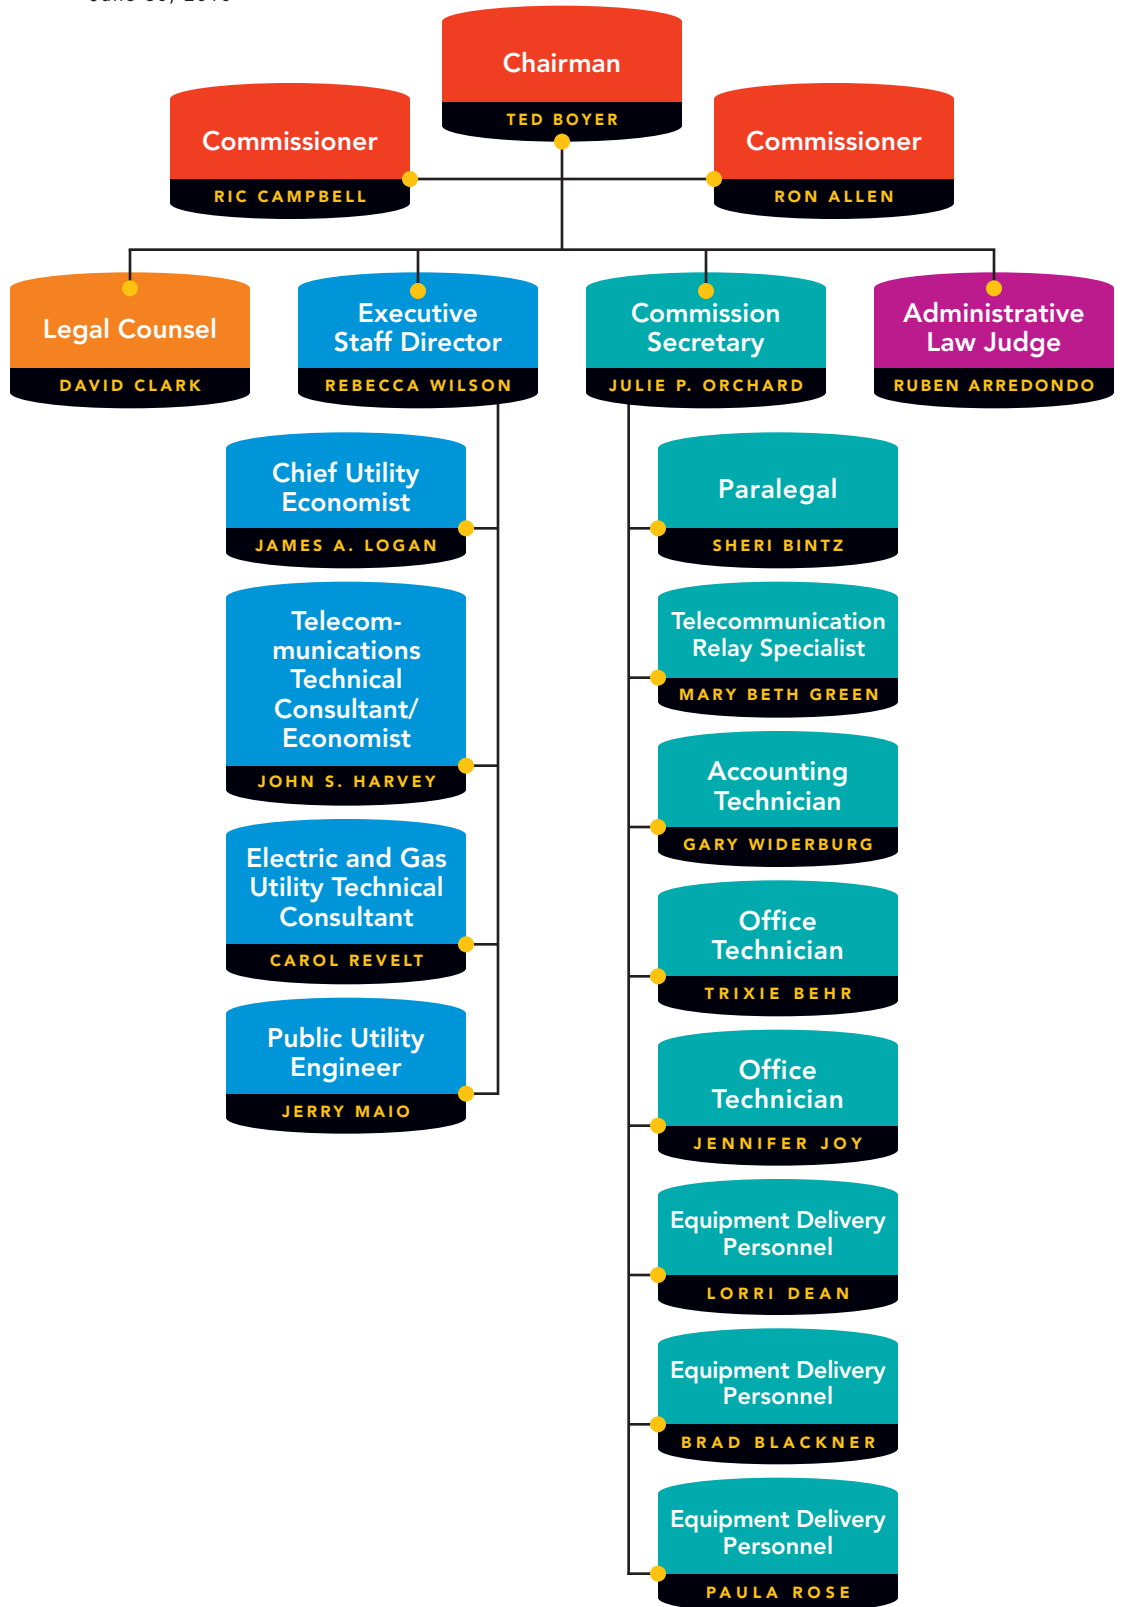 Chairman
TED BOYER
Commissioner
RIC CAMPBELL
Commissioner
RON ALLEN
Legal Counsel
DAVID CLARK
Executive
Staff Director
REBECCA WILSON
Commission
Secretary
JULIE P. ORCHARD
Administrative
Law Judge
RUBEN ARREDONDO
Chief Utility
Economist
JAMES A. LOGAN
Telecom-
munications
Technical
Consultant/
Economist
JOHN S. HARVEY
Electric and Gas
Utility Technical
Consultant
CAROL REVELT
Public Utility
Engineer
JERRY MAIO
Paralegal
SHERI BINTZ
Telecommunication
Relay Specialist
MARY BETH GREEN
Accounting
Technician
GARY WIDERBURG
Office
Technician
TRIXIE BEHR
Office
Technician
JENNIFER JOY
Equipment Delivery
Personnel
LORRI DEAN
Equipment Delivery
Personnel
BRAD BLACKNER
Equipment Delivery
Personnel
PAULA ROSE